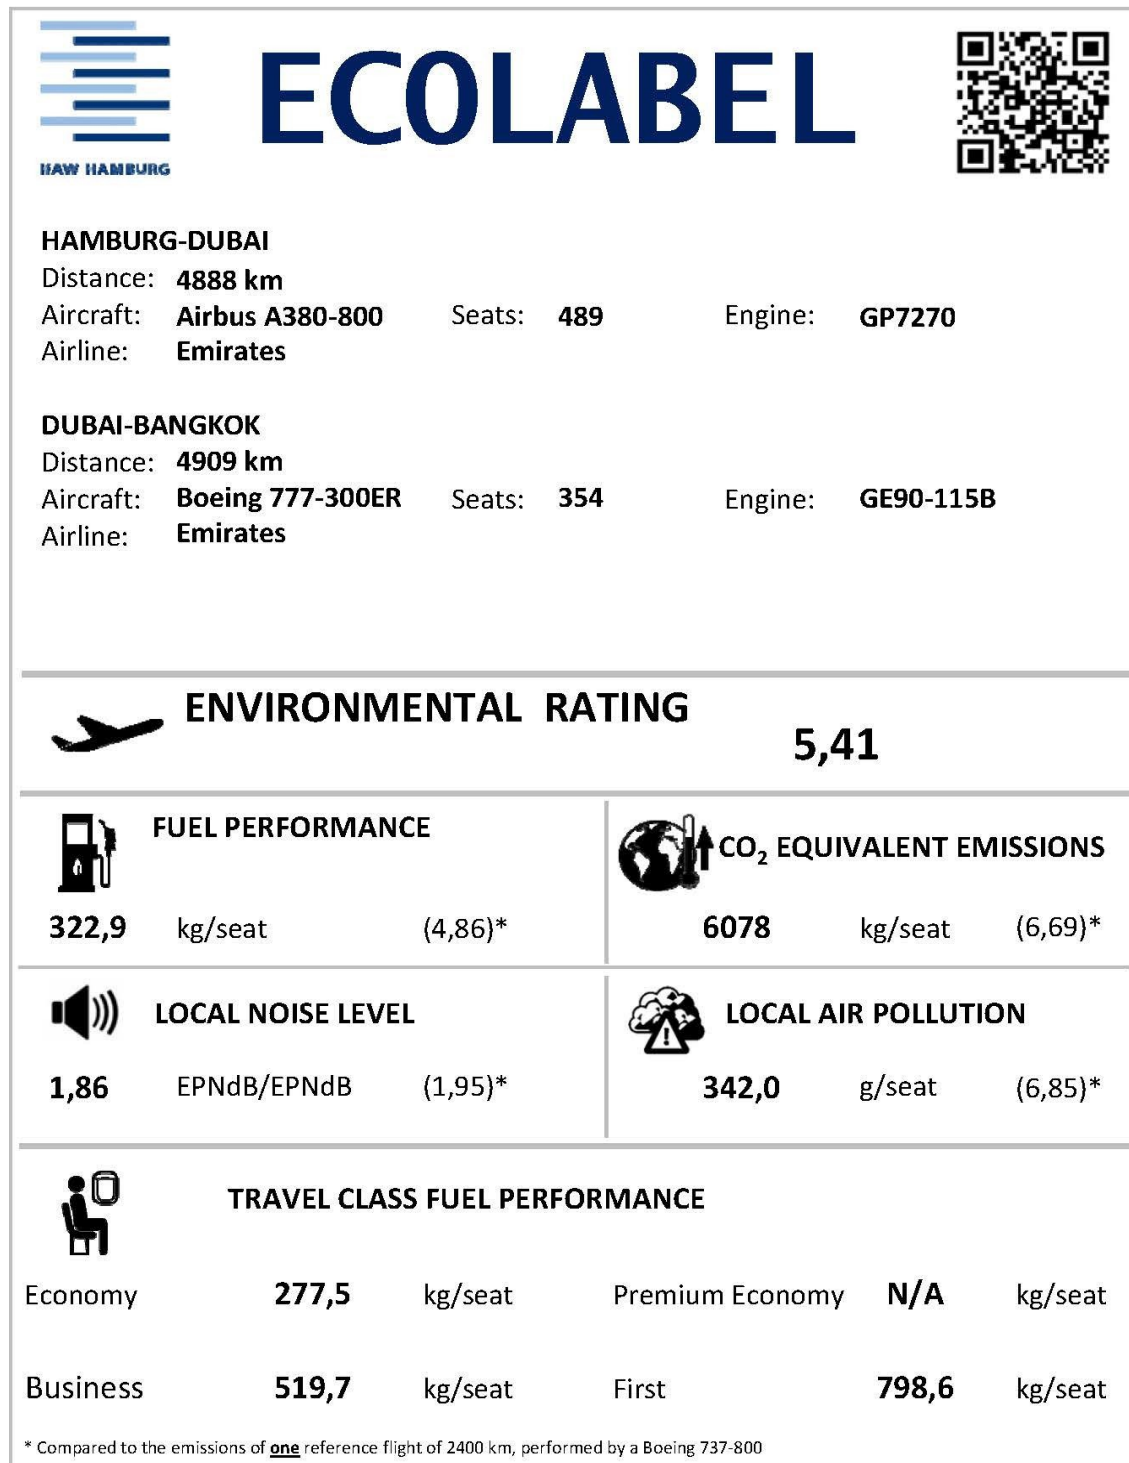 HAW HAMBURG
ECOLABEL
HAMBURG-DUBAI
Distance: 4888 km
Aircraft: Airbus A380-800 Seats: 489 Engine: GP7270
Airline: Emirates
DUBAI-BANGKOK
Distance: 4909 km
Aircraft: Boeing 777-300ER Seats: 354 Engine: GE90-115B
Airline: Emirates
ENVIRONMENTAL RATING
5,41
FUEL PERFORMANCE
322,9 kg/seat (4,86)*
CO₂ EQUIVALENT EMISSIONS
6078 kg/seat (6,69)*
LOCAL NOISE LEVEL
1,86 EPNdB/EPNdB (1,95)*
LOCAL AIR POLLUTION
342,0 g/seat (6,85)*
TRAVEL CLASS FUEL PERFORMANCE
Economy 277,5 kg/seat Premium Economy N/A kg/seat
Business 519,7 kg/seat First 798,6 kg/seat
* Compared to the emissions of one reference flight of 2400 km, performed by a Boeing 737-800